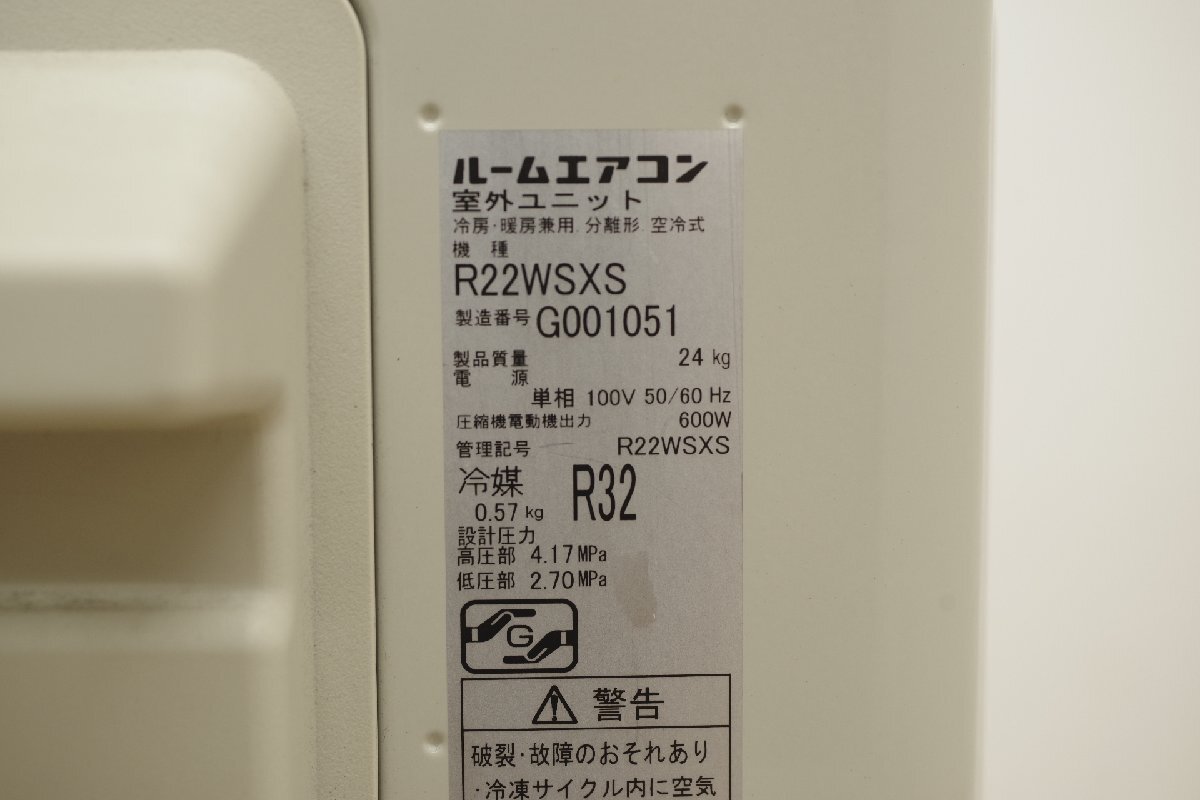 ルームエアコン
室外ユニット
冷房・暖房兼用 分離形 空冷式
機種
R22WSXS
製造番号 G001051
製品質量 24 kg
電源
単相 100V 50/60 Hz
圧縮機電動機出力 600W
管理記号 R22WSXS
冷媒 R32
0.57 kg
設計圧力
高圧部 4.17 MPa
低圧部 2.70 MPa
G
警告
破裂・故障のおそれあり
・冷凍サイクル内に空気